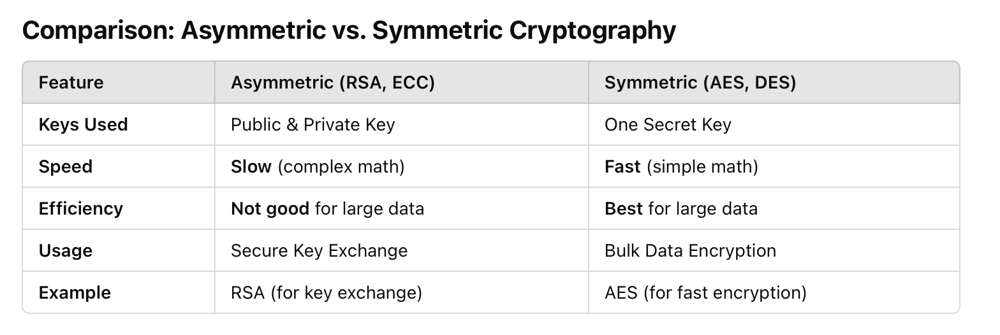 Comparison: Asymmetric vs. Symmetric Cryptography
Feature Asymmetric (RSA, ECC) Symmetric (AES, DES)
Keys Used Public & Private Key One Secret Key
Speed Slow (complex math) Fast (simple math)
Efficiency Not good for large data Best for large data
Usage Secure Key Exchange Bulk Data Encryption
Example RSA (for key exchange) AES (for fast encryption)